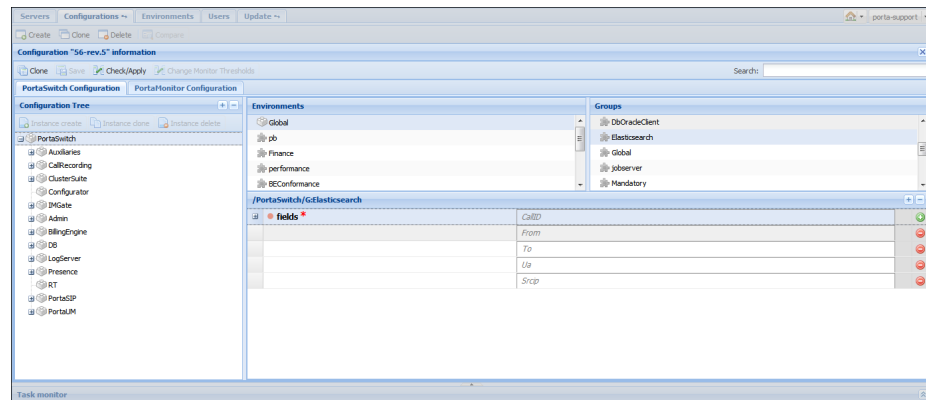 Servers Configurations Environments Users Update porta-support
Create Clone Delete Compare
Configuration "56-rev.5" information
Clone Save Check/Apply Change Monitor Thresholds Search:
PortaSwitch Configuration PortaMonitor Configuration
Configuration Tree Environments Groups
Instance create Instance clone Instance delete
Global DbOracleClient
PortaSwitch pb Elasticsearch
Auxiliaries Finance Global
CallRecording performance jobserver
ClusterSuite BEConformance Mandatory
Configurator
IMGate /PortaSwitch/G:Elasticsearch
Admin fields * CallID
BillingEngine From
DB To
LogServer Ua
Presence Srcip
RT
PortaSIP
PortaUM
Task monitor